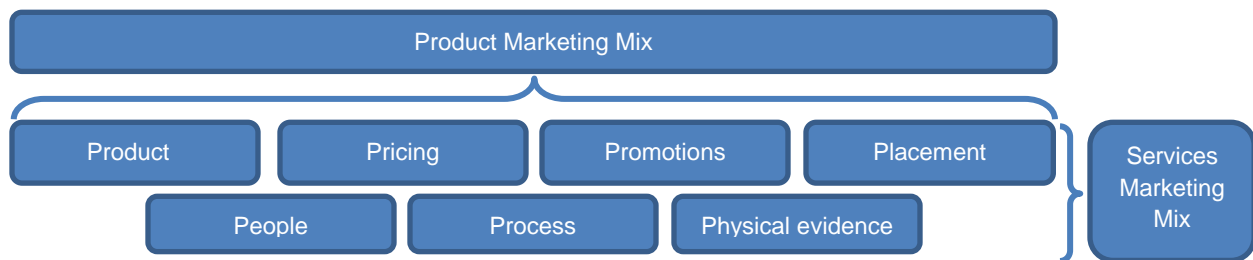 Product Marketing Mix
Product
Pricing
Promotions
Placement
Services
Marketing
Mix
People
Process
Physical evidence